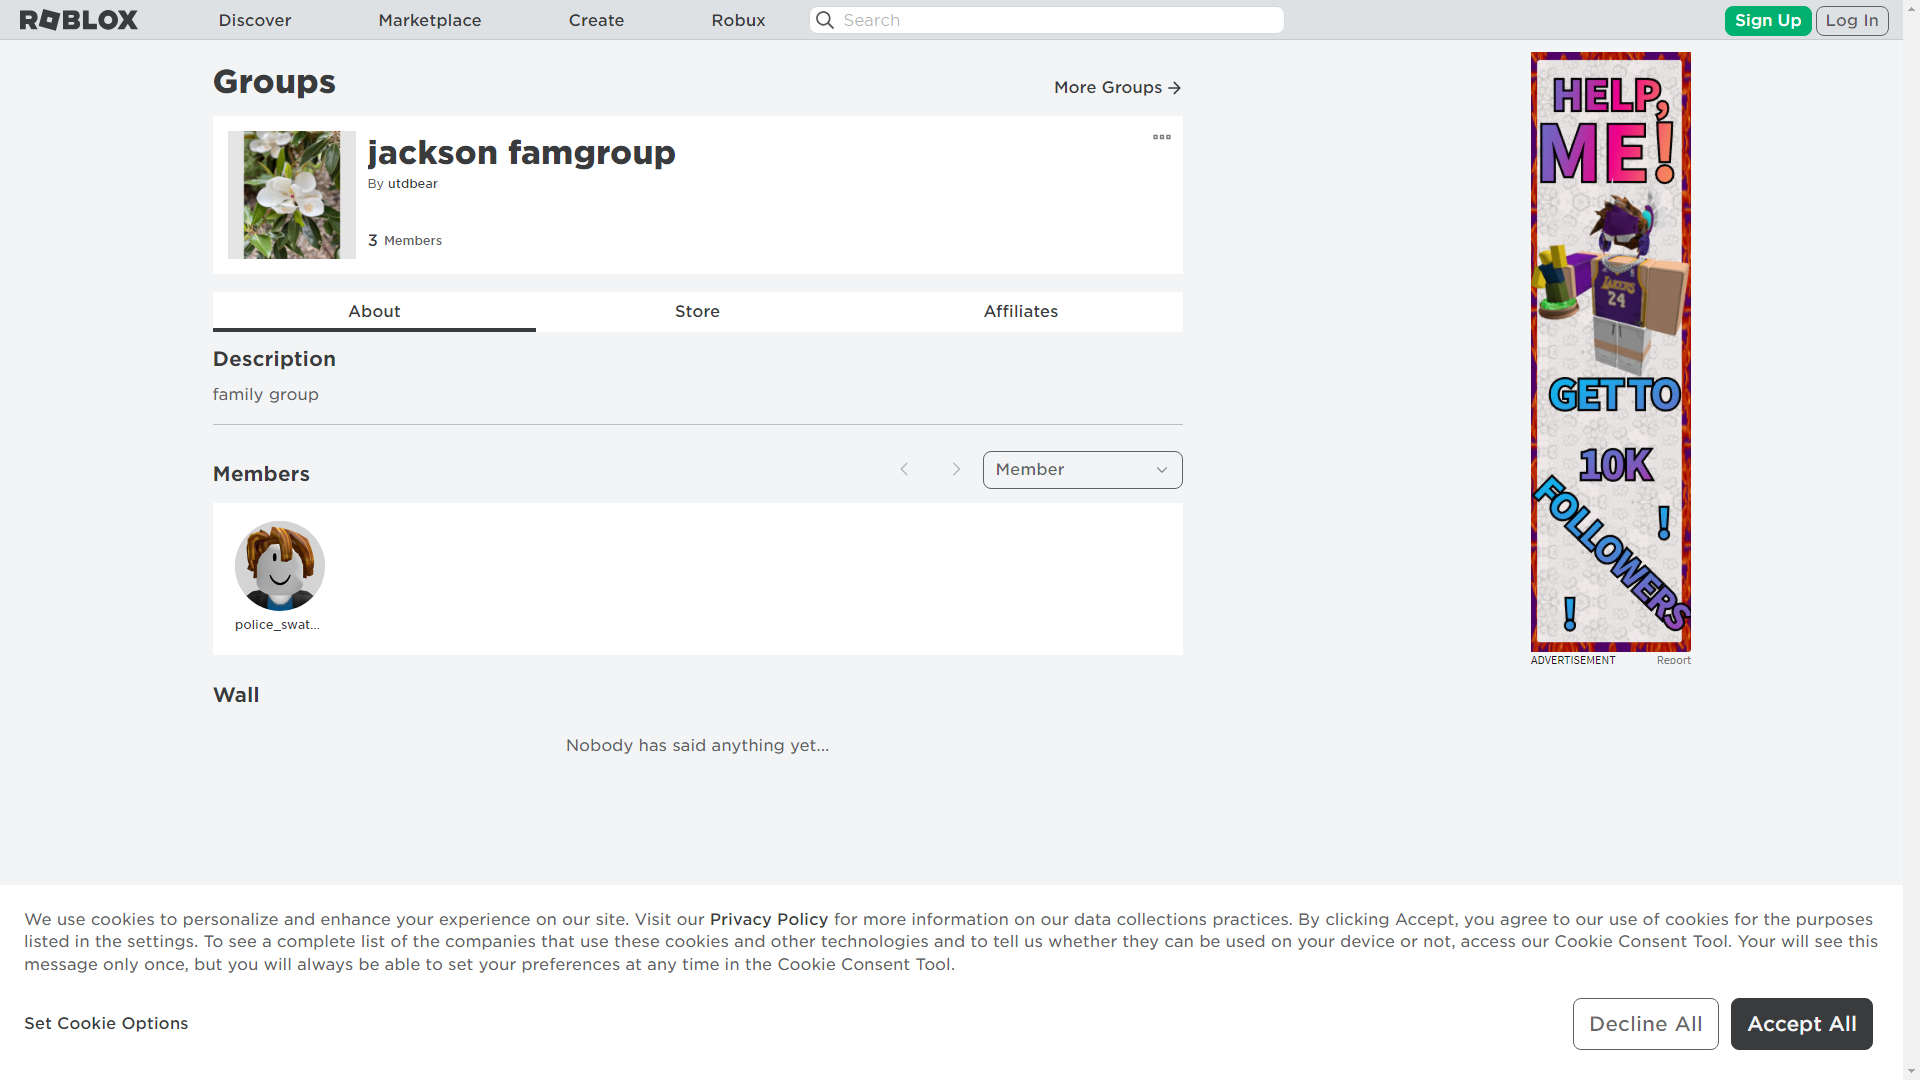 ROBLOX
Discover
Marketplace
Create
Robux
Search
Sign Up
Log In
Groups
More Groups
jackson famgroup
By utdbear
3 Members
About
Store
Affiliates
Description
family group
Members
Member
police_swat...
Wall
Nobody has said anything yet...
HELP,
ME!
LAKERS
24
GET TO
10K
FOLLOWERS
!
!
ADVERTISEMENT
Report
We use cookies to personalize and enhance your experience on our site. Visit our Privacy Policy for more information on our data collections practices. By clicking Accept, you agree to our use of cookies for the purposes
listed in the settings. To see a complete list of the companies that use these cookies and other technologies and to tell us whether they can be used on your device or not, access our Cookie Consent Tool. Your will see this
message only once, but you will always be able to set your preferences at any time in the Cookie Consent Tool.
Set Cookie Options
Decline All
Accept All